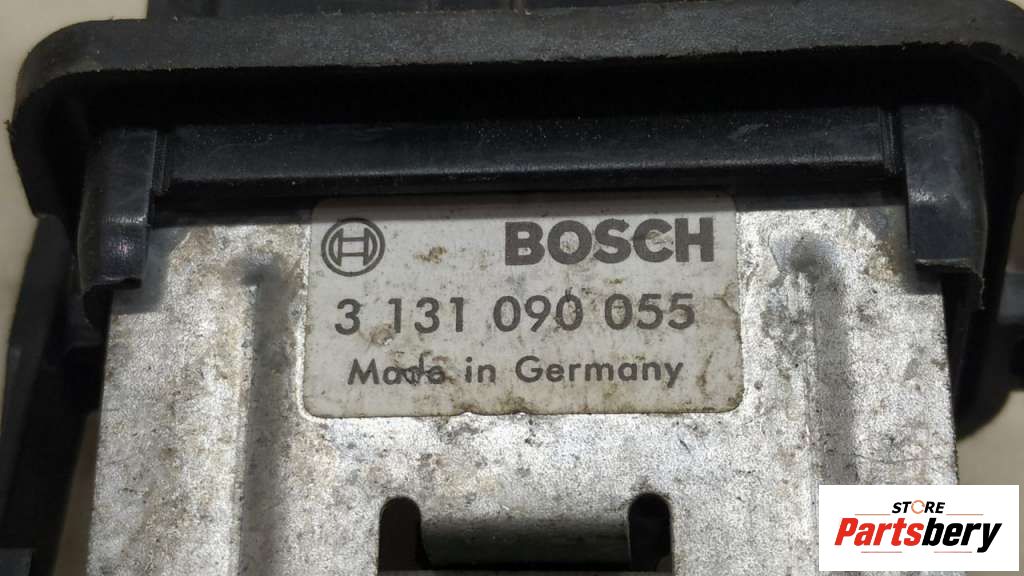 BOSCH
3 131 090 055
Made in Germany
STORE
Partsbery